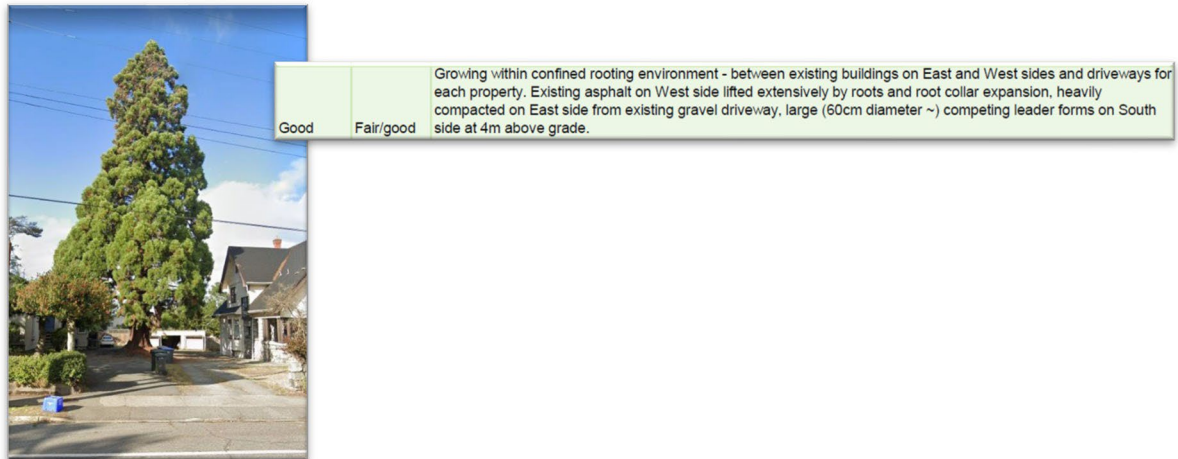 Growing within confined rooting environment - between existing buildings on East and West sides and driveways for
each property. Existing asphalt on West side lifted extensively by roots and root collar expansion, heavily
compacted on East side from existing gravel driveway, large (60cm diameter ~) competing leader forms on South
Good Fair/good side at 4m above grade.